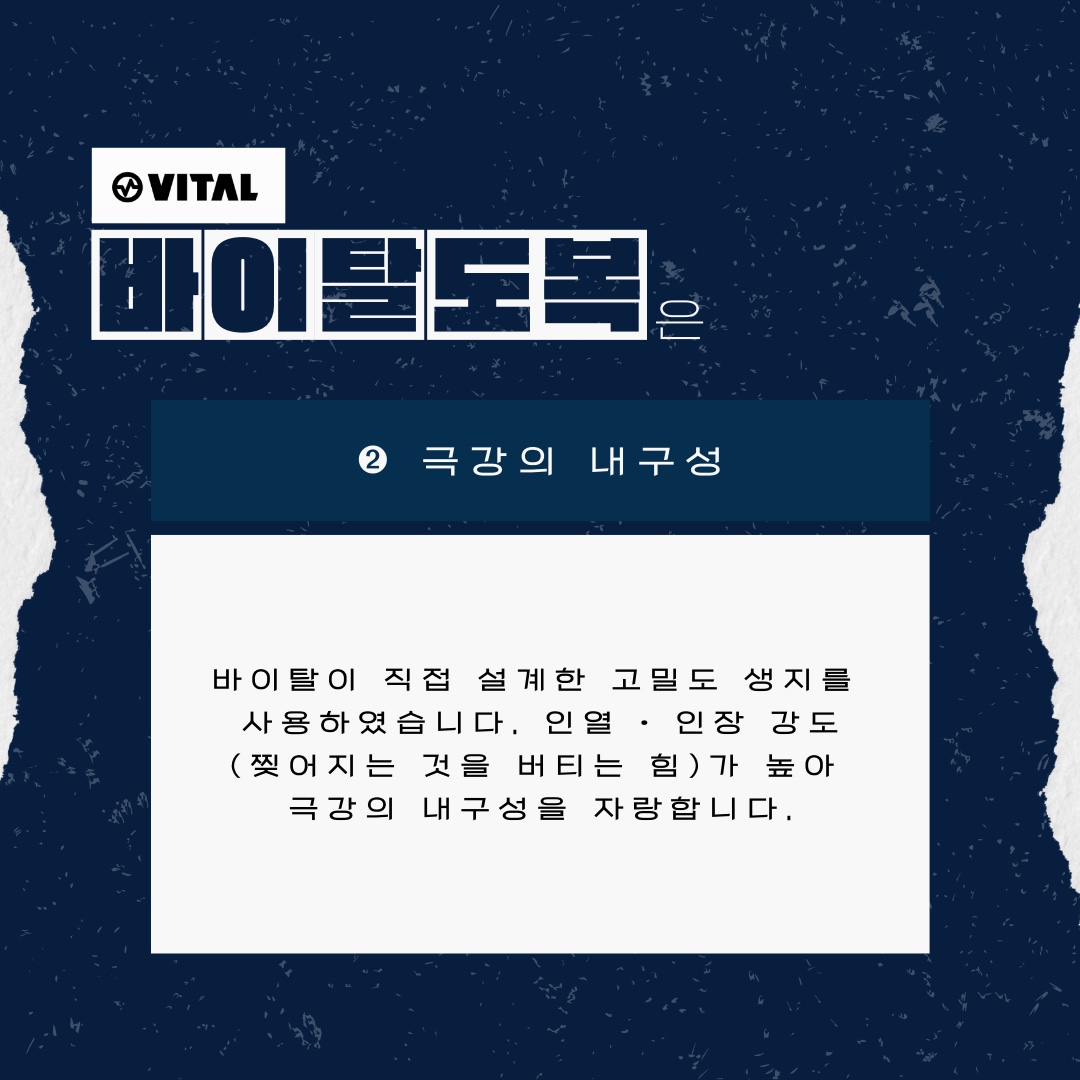 VITAL
바이탈도복은
❷ 극강의 내구성
바이탈이 직접 설계한 고밀도 생지를
사용하였습니다. 인열 · 인장 강도
(찢어지는 것을 버티는 힘)가 높아
극강의 내구성을 자랑합니다.